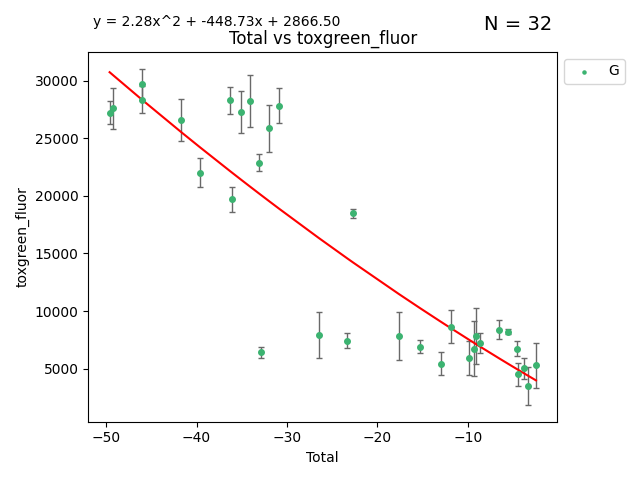 y = 2.28x^2 + -448.73x + 2866.50
N = 32
Total vs toxgreen_fluor
G
30000
25000
20000
15000
10000
5000
toxgreen_fluor
−50 −40 −30 −20 −10
Total